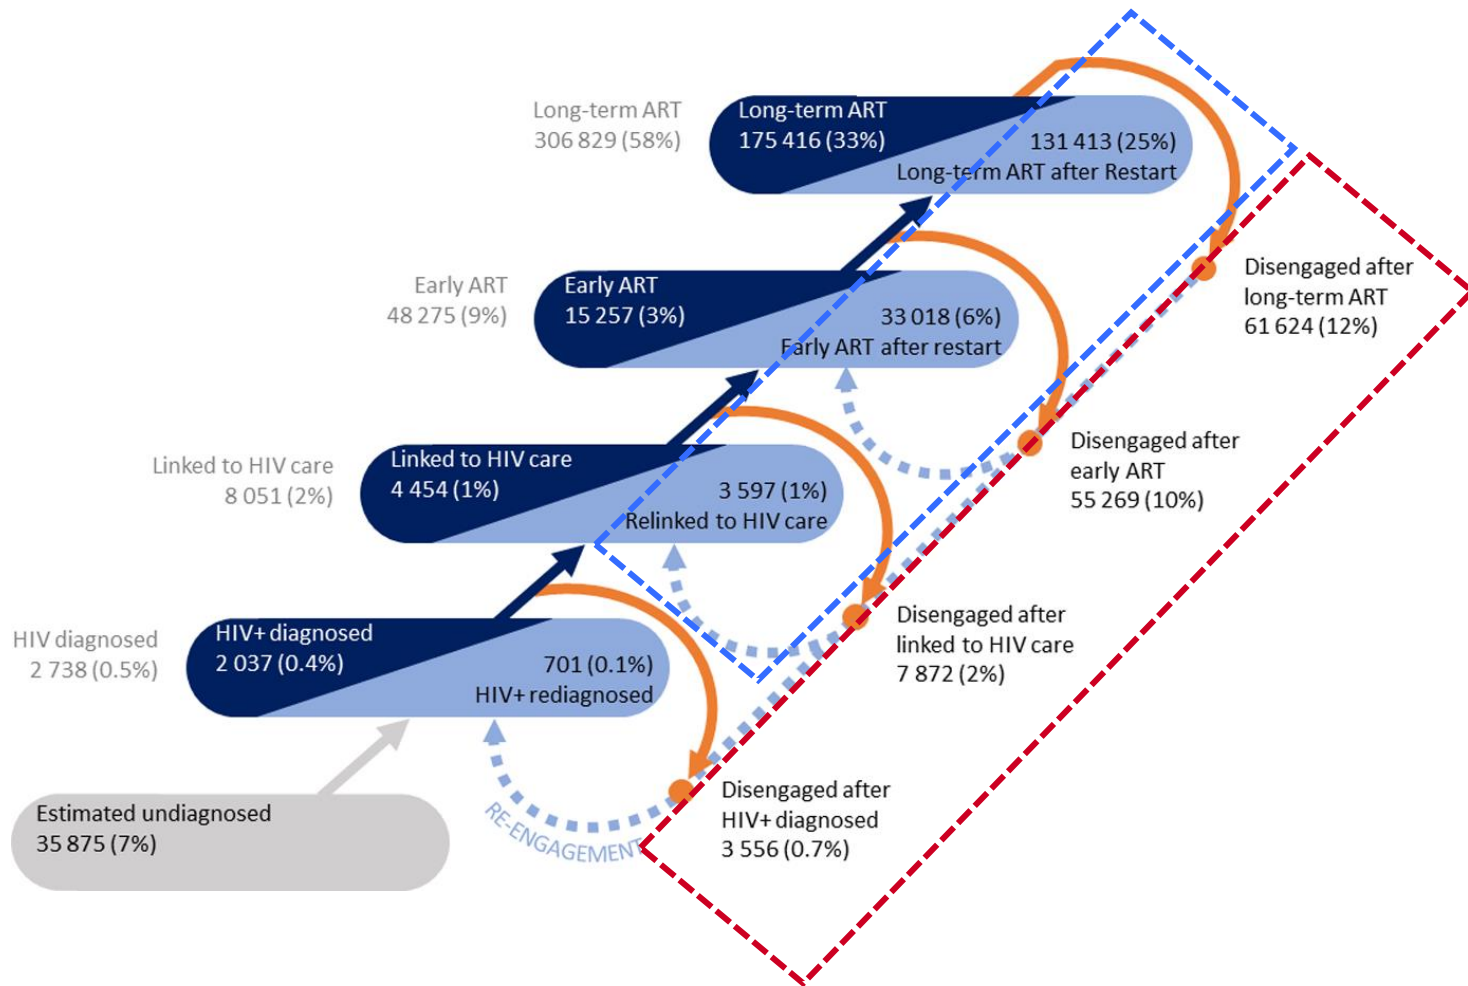 Long-term ART
306 829 (58%)
Long-term ART
175 416 (33%)
131 413 (25%)
Long-term ART after Restart
Disengaged after
long-term ART
61 624 (12%)
Early ART
48 275 (9%)
Early ART
15 257 (3%)
33 018 (6%)
Early ART after restart
Disengaged after
early ART
55 269 (10%)
Linked to HIV care
8 051 (2%)
Linked to HIV care
4 454 (1%)
3 597 (1%)
Relinked to HIV care
Disengaged after
linked to HIV care
7 872 (2%)
HIV diagnosed
2 738 (0.5%)
HIV+ diagnosed
2 037 (0.4%)
701 (0.1%)
HIV+ rediagnosed
Disengaged after
HIV+ diagnosed
3 556 (0.7%)
RE-ENGAGEMENT
Estimated undiagnosed
35 875 (7%)